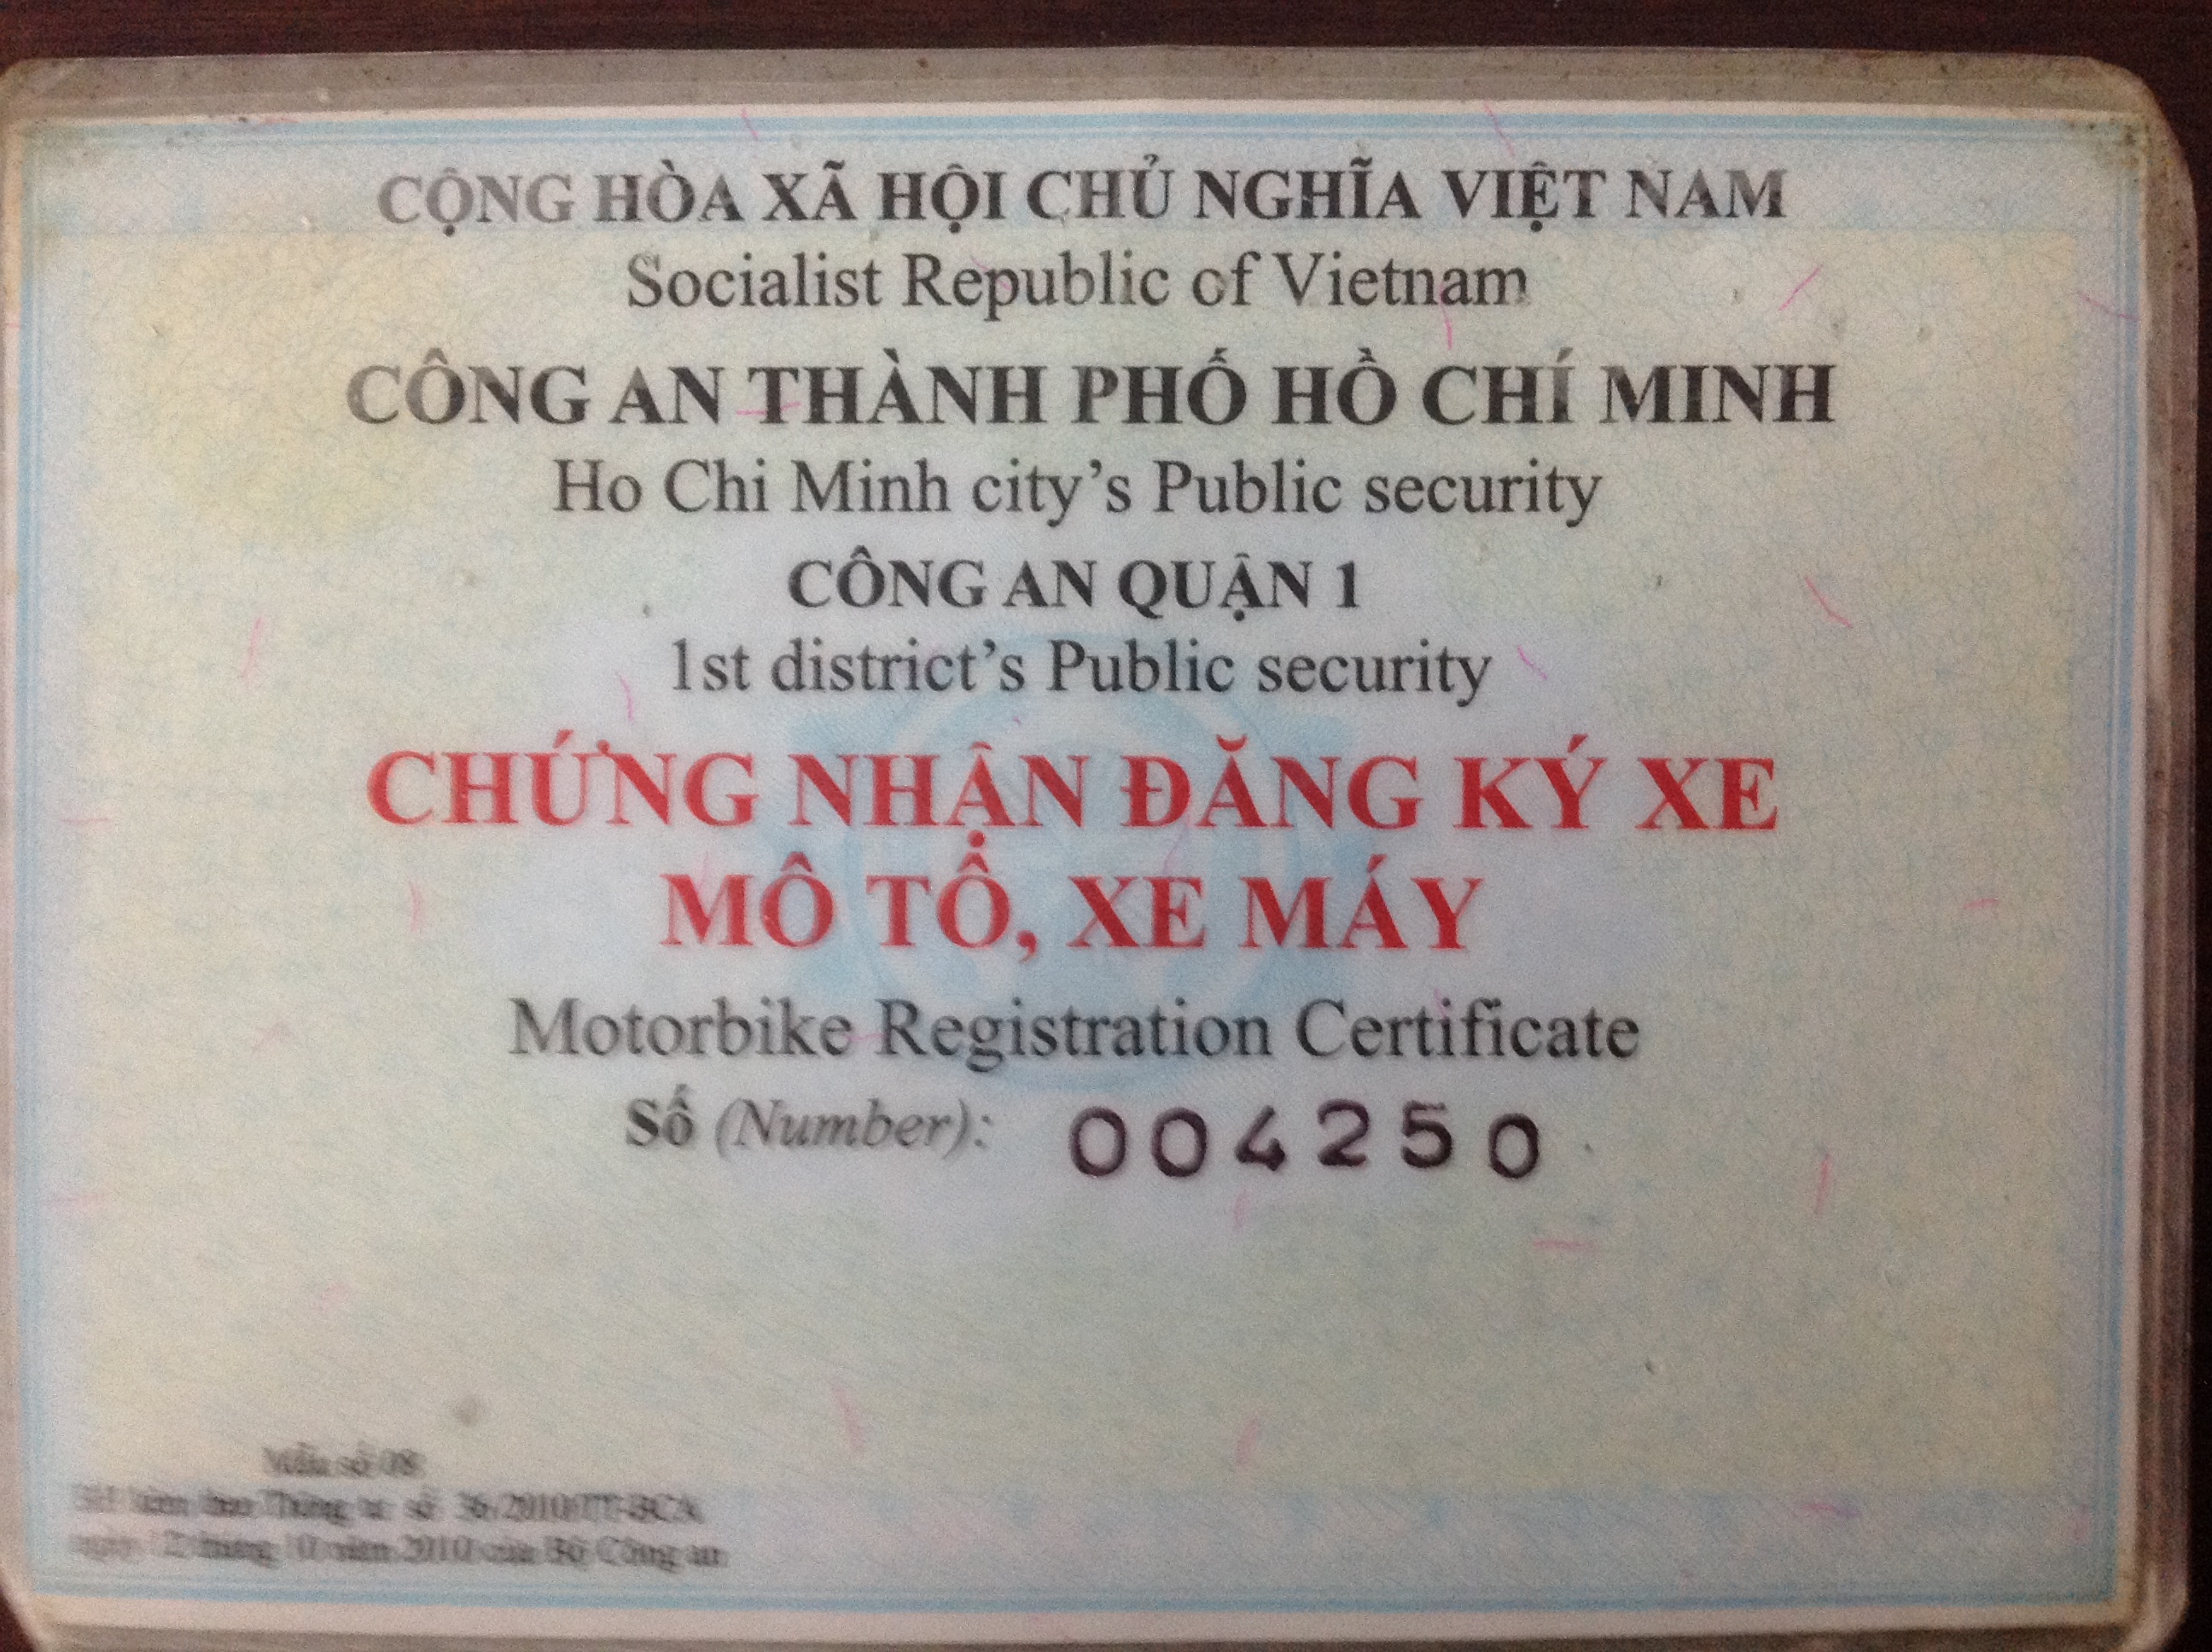 CỘNG HÒA XÃ HỘI CHỦ NGHĨA VIỆT NAM
Socialist Republic of Vietnam
CÔNG AN THÀNH PHỐ HỒ CHÍ MINH
Ho Chi Minh city's Public security
CÔNG AN QUẬN 1
1st district's Public security
CHỨNG NHẬN ĐĂNG KÝ XE
MÔ TÔ, XE MÁY
Motorbike Registration Certificate
Số (Number): 004250
Mẫu số 08
theo Thông tư số 36/2010/TT-BCA
ngày 12 tháng 10 năm 2010 của Bộ Công an